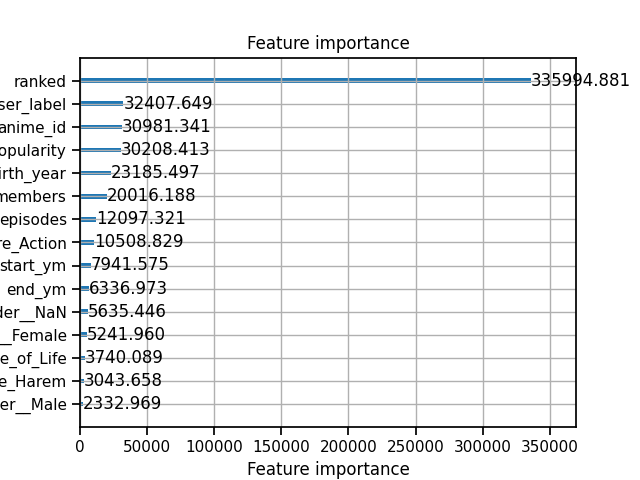 Feature importance
ranked 335994.881
ser_label 32407.649
anime_id 30981.341
opularity 30208.413
irth_year 23185.497
members 20016.188
episodes 12097.321
re_Action 10508.829
start_ym 7941.575
end_ym 6336.973
der__NaN 5635.446
__Female 5241.960
e_of_Life 3740.089
e_Harem 3043.658
er__Male 2332.969
0 50000 100000 150000 200000 250000 300000 350000
Feature importance